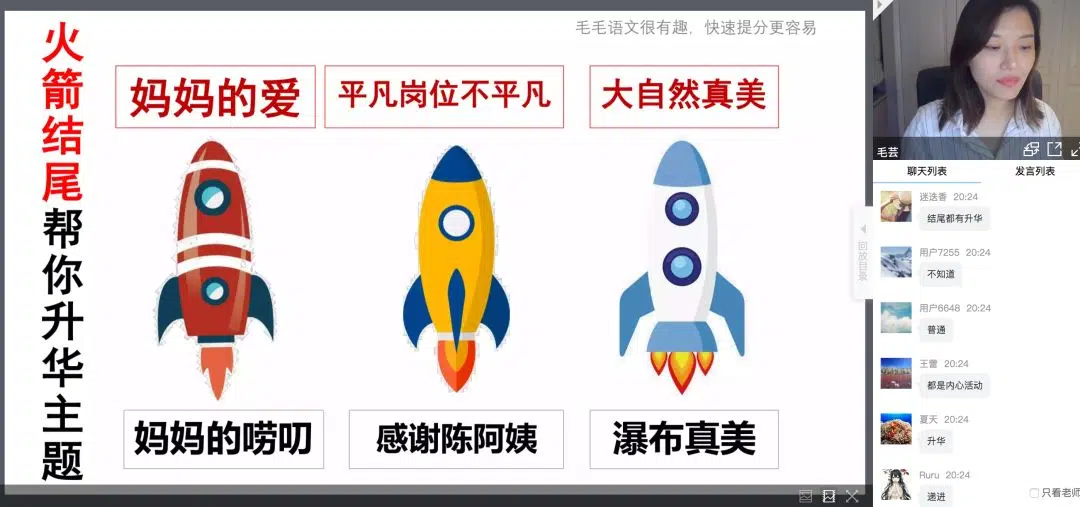 毛毛语文很有趣，快速提分更容易
火箭结尾帮你升华主题
妈妈的爱
平凡岗位不平凡
大自然真美
妈妈的唠叨
感谢陈阿姨
瀑布真美
毛芸
聊天列表
发言列表
回放目录
迷迭香 20:24
结尾都有升华
用户7255 20:24
不知道
用户6648 20:24
普通
王蕾 20:24
都是内心活动
夏天 20:24
升华
Ruru 20:24
递进
只看老师